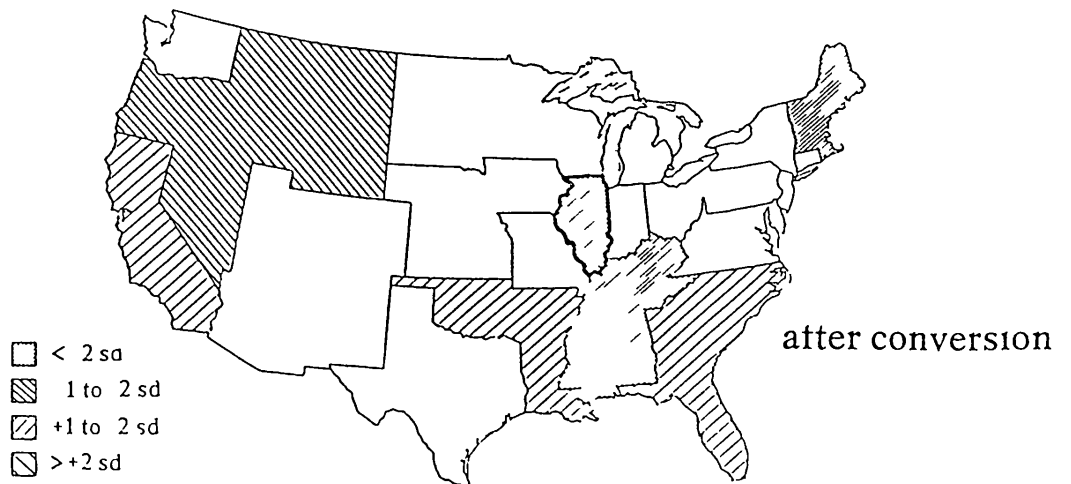 after conversion
< 2 sd
1 to 2 sd
+1 to 2 sd
> +2 sd